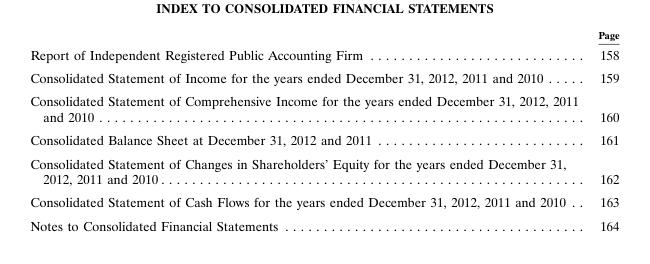 INDEX TO CONSOLIDATED FINANCIAL STATEMENTS
Page
Report of Independent Registered Public Accounting Firm . . . . . . . . . . . . . . . . . . . . . . . . . . . . . . . . . 158
Consolidated Statement of Income for the years ended December 31, 2012, 2011 and 2010 . . . . . 159
Consolidated Statement of Comprehensive Income for the years ended December 31, 2012, 2011
and 2010 . . . . . . . . . . . . . . . . . . . . . . . . . . . . . . . . . . . . . . . . . . . . . . . . . . . . . . . . . . . . . . . . . . . . . . . . . . 160
Consolidated Balance Sheet at December 31, 2012 and 2011 . . . . . . . . . . . . . . . . . . . . . . . . . . . . . . . . 161
Consolidated Statement of Changes in Shareholders’ Equity for the years ended December 31,
2012, 2011 and 2010 . . . . . . . . . . . . . . . . . . . . . . . . . . . . . . . . . . . . . . . . . . . . . . . . . . . . . . . . . . . . . . . . 162
Consolidated Statement of Cash Flows for the years ended December 31, 2012, 2011 and 2010 . . 163
Notes to Consolidated Financial Statements . . . . . . . . . . . . . . . . . . . . . . . . . . . . . . . . . . . . . . . . . . . . . . 164